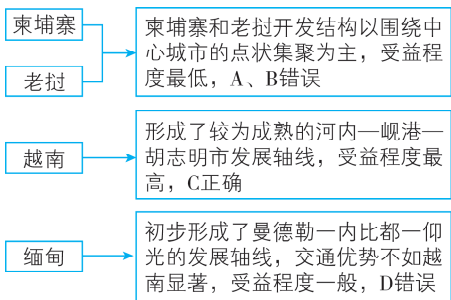 柬埔寨
老挝
柬埔寨和老挝开发结构以围绕中
心城市的点状集聚为主，受益程
度最低，A、B错误
越南
形成了较为成熟的河内—岘港—
胡志明市发展轴线，受益程度最
高，C正确
缅甸
初步形成了曼德勒—内比都—仰
光的发展轴线，交通优势不如越
南显著，受益程度一般，D错误